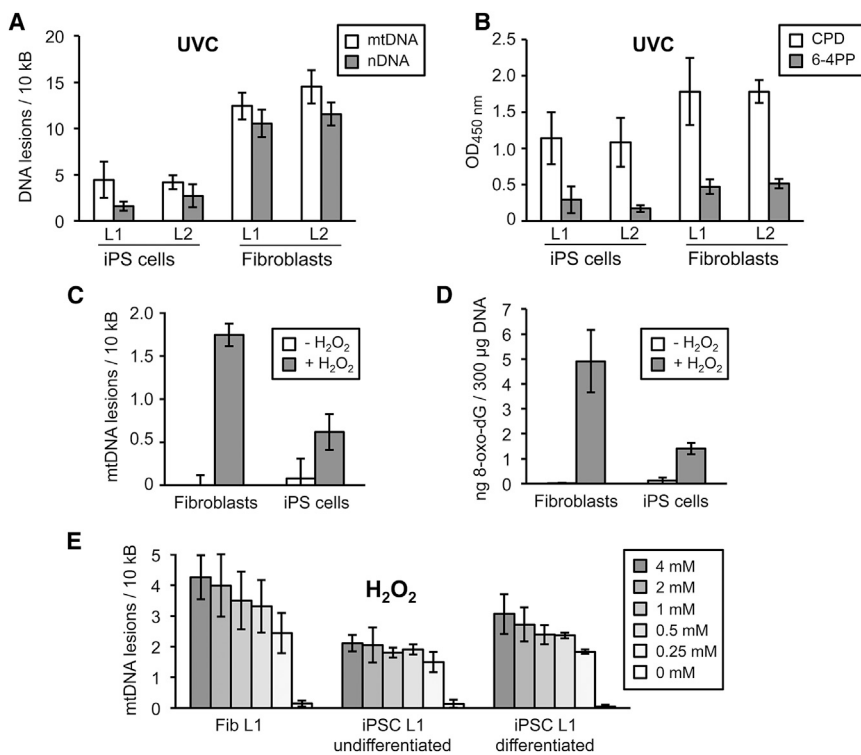 A
UVC
mtDNA
nDNA
DNA lesions / 10 kB
20
15
10
5
0
L1 L2 L1 L2
iPS cells Fibroblasts
B
UVC
CPD
6-4PP
OD450 nm
2.5
2.0
1.5
1.0
0.5
0
L1 L2 L1 L2
iPS cells Fibroblasts
C
- H2O2
+ H2O2
mtDNA lesions / 10 kB
2.0
1.5
1.0
0.5
0
Fibroblasts iPS cells
D
- H2O2
+ H2O2
ng 8-oxo-dG / 300 µg DNA
7
6
5
4
3
2
1
0
Fibroblasts iPS cells
E
H2O2
mtDNA lesions / 10 kB
5
4
3
2
1
0
4 mM
2 mM
1 mM
0.5 mM
0.25 mM
0 mM
Fib L1 iPSC L1 iPSC L1
undifferentiated differentiated